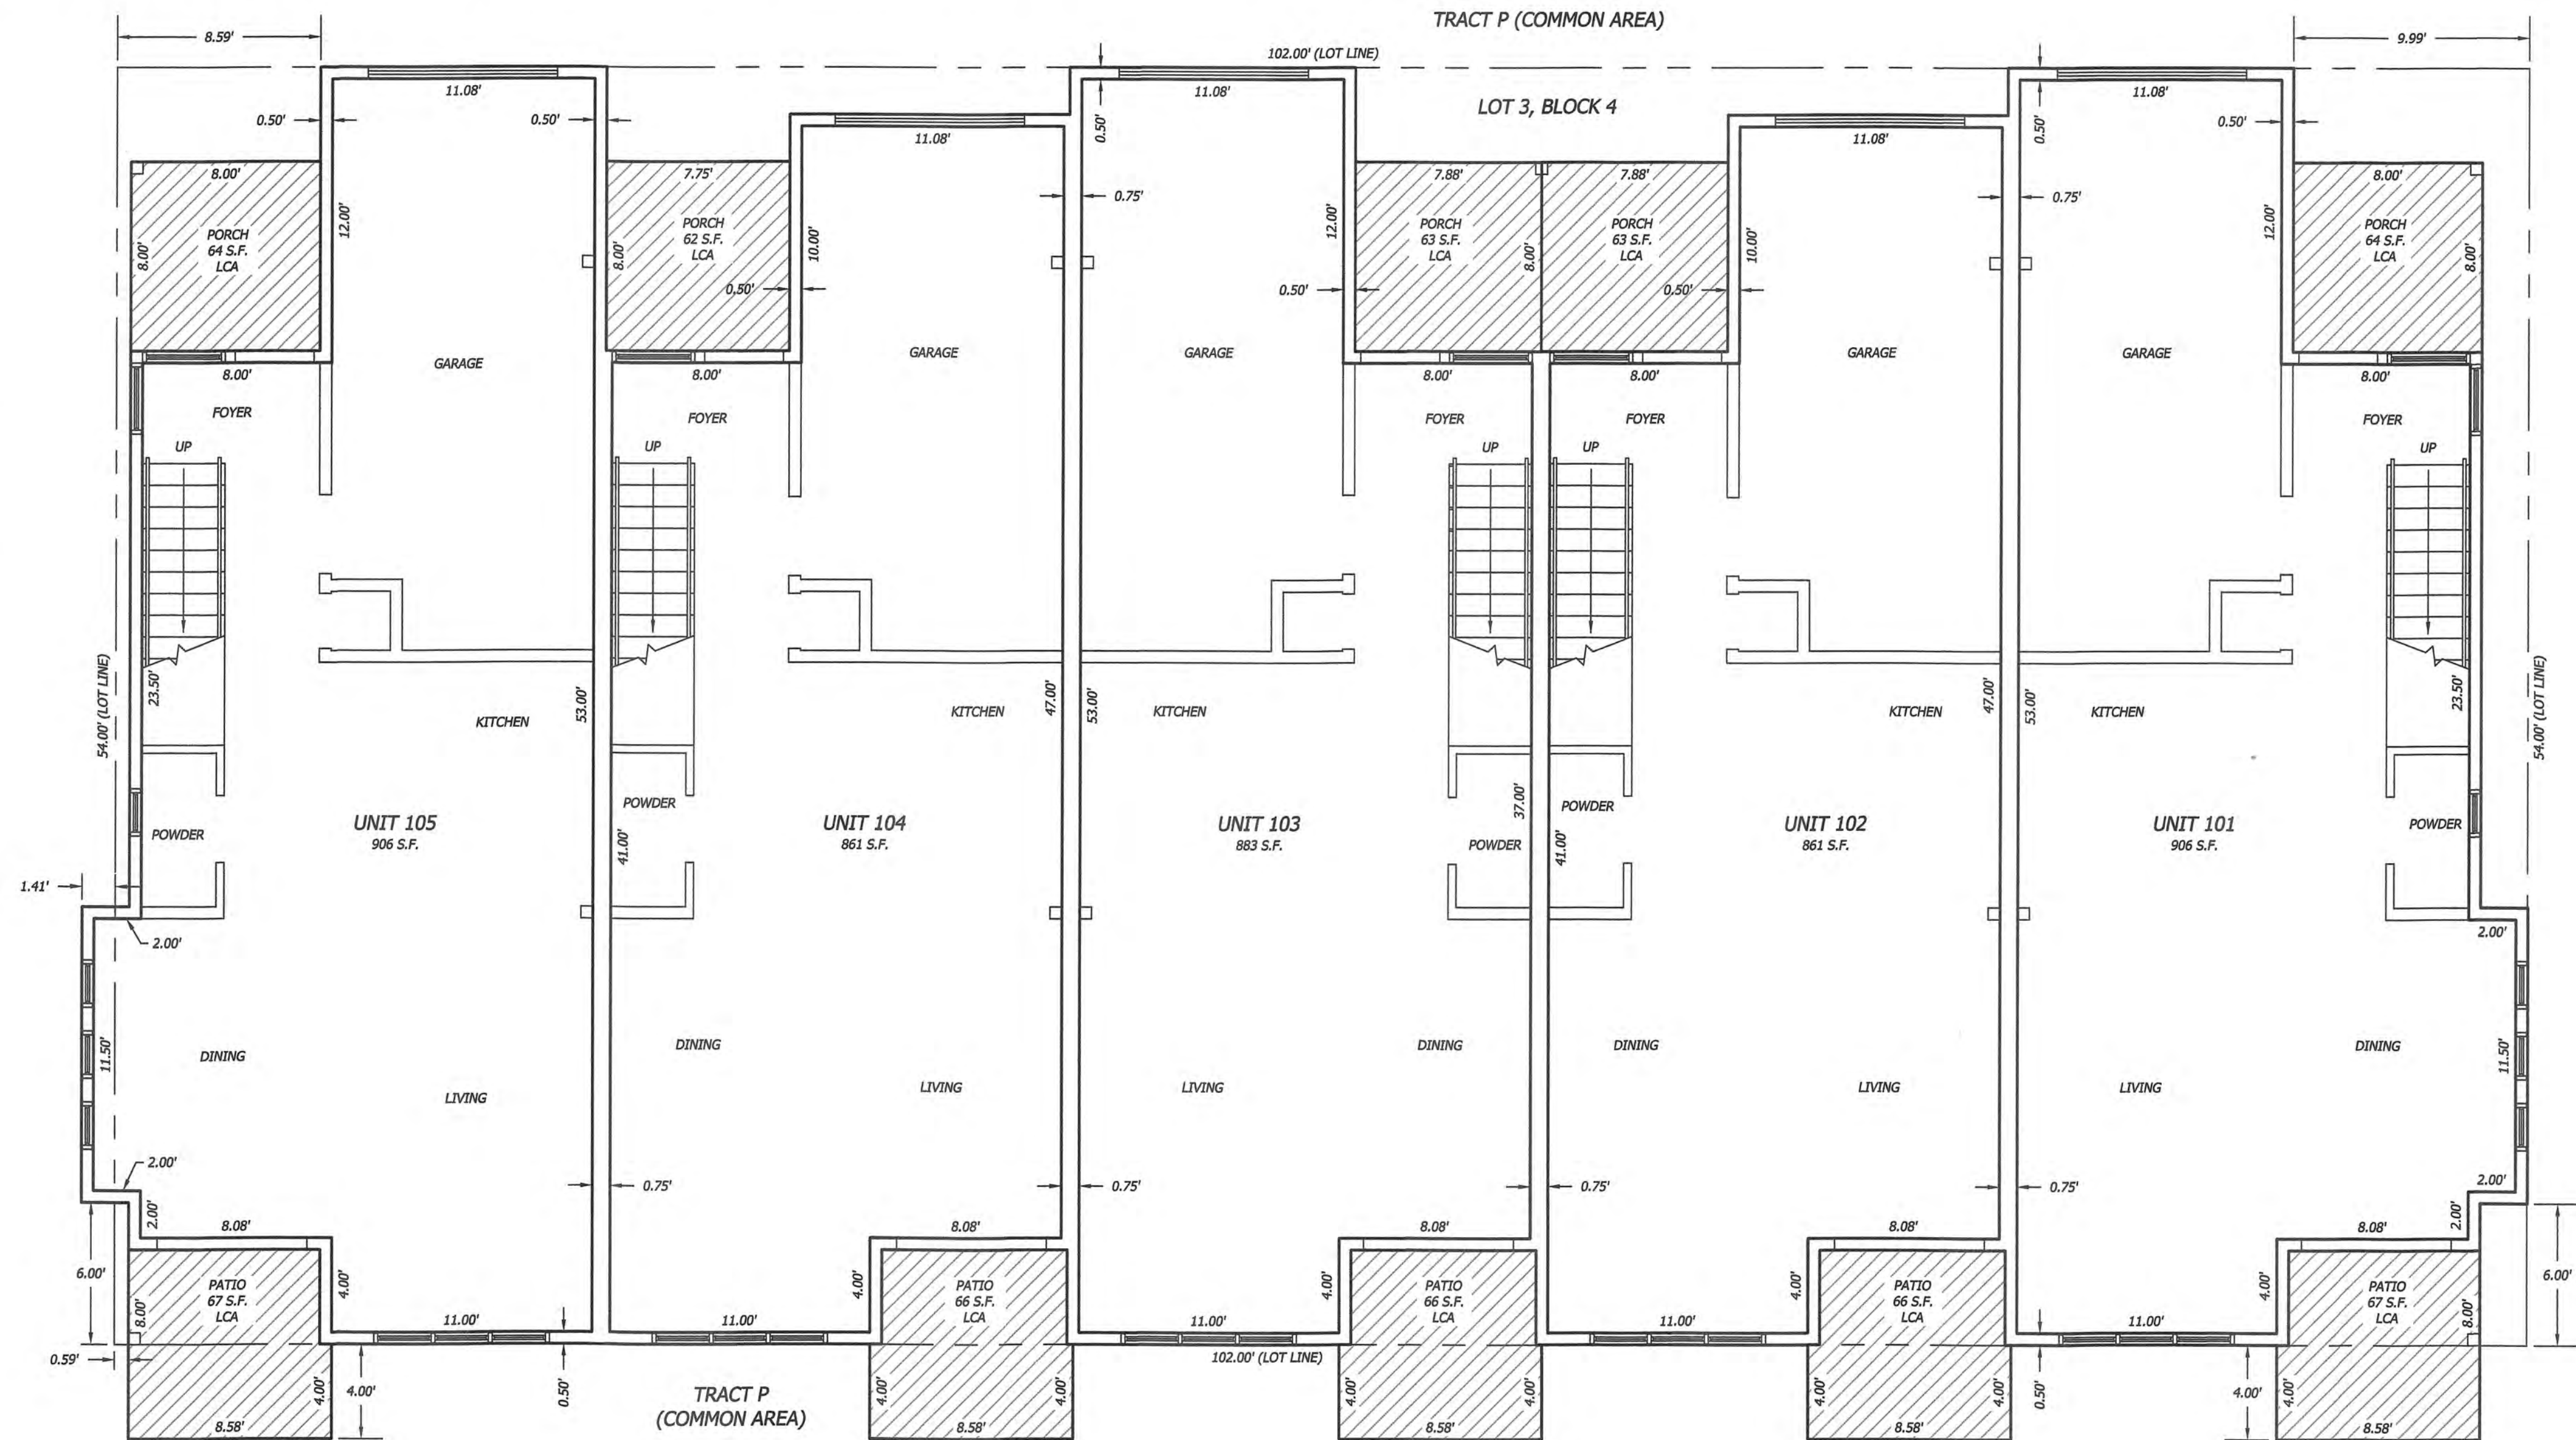 TRACT P (COMMON AREA)
8.59'
9.99'
102.00' (LOT LINE)
11.08'
11.08'
11.08'
LOT 3, BLOCK 4
0.50'
0.50'
0.50'
0.50'
0.50'
11.08'
11.08'
8.00'
7.75'
7.88'
7.88'
8.00'
0.75'
0.75'
12.00'
10.00'
12.00'
10.00'
12.00'
PORCH
64 S.F.
LCA
PORCH
62 S.F.
LCA
PORCH
63 S.F.
LCA
PORCH
63 S.F.
LCA
PORCH
64 S.F.
LCA
8.00'
8.00'
8.00'
8.00'
0.50'
0.50'
0.50'
GARAGE
GARAGE
GARAGE
GARAGE
GARAGE
8.00'
8.00'
8.00'
8.00'
8.00'
FOYER
FOYER
FOYER
FOYER
FOYER
UP
UP
UP
UP
UP
54.00' (LOT LINE)
23.50'
53.00'
47.00'
53.00'
47.00'
53.00'
23.50'
54.00' (LOT LINE)
KITCHEN
KITCHEN
KITCHEN
KITCHEN
KITCHEN
POWDER
POWDER
POWDER
POWDER
POWDER
UNIT 105
906 S.F.
UNIT 104
861 S.F.
UNIT 103
883 S.F.
UNIT 102
861 S.F.
UNIT 101
906 S.F.
41.00'
37.00'
41.00'
1.41'
2.00'
2.00'
11.50'
11.50'
DINING
DINING
DINING
DINING
DINING
LIVING
LIVING
LIVING
LIVING
LIVING
2.00'
0.75'
0.75'
0.75'
0.75'
2.00'
2.00'
2.00'
8.08'
8.08'
8.08'
8.08'
8.08'
6.00'
6.00'
PATIO
67 S.F.
LCA
PATIO
66 S.F.
LCA
PATIO
66 S.F.
LCA
PATIO
66 S.F.
LCA
PATIO
67 S.F.
LCA
8.00'
4.00'
4.00'
4.00'
4.00'
4.00'
8.00'
11.00'
11.00'
11.00'
11.00'
11.00'
0.59'
102.00' (LOT LINE)
4.00'
4.00'
0.50'
TRACT P
(COMMON AREA)
4.00'
4.00'
4.00'
4.00'
4.00'
4.00'
0.50'
4.00'
4.00'
8.58'
8.58'
8.58'
8.58'
8.58'